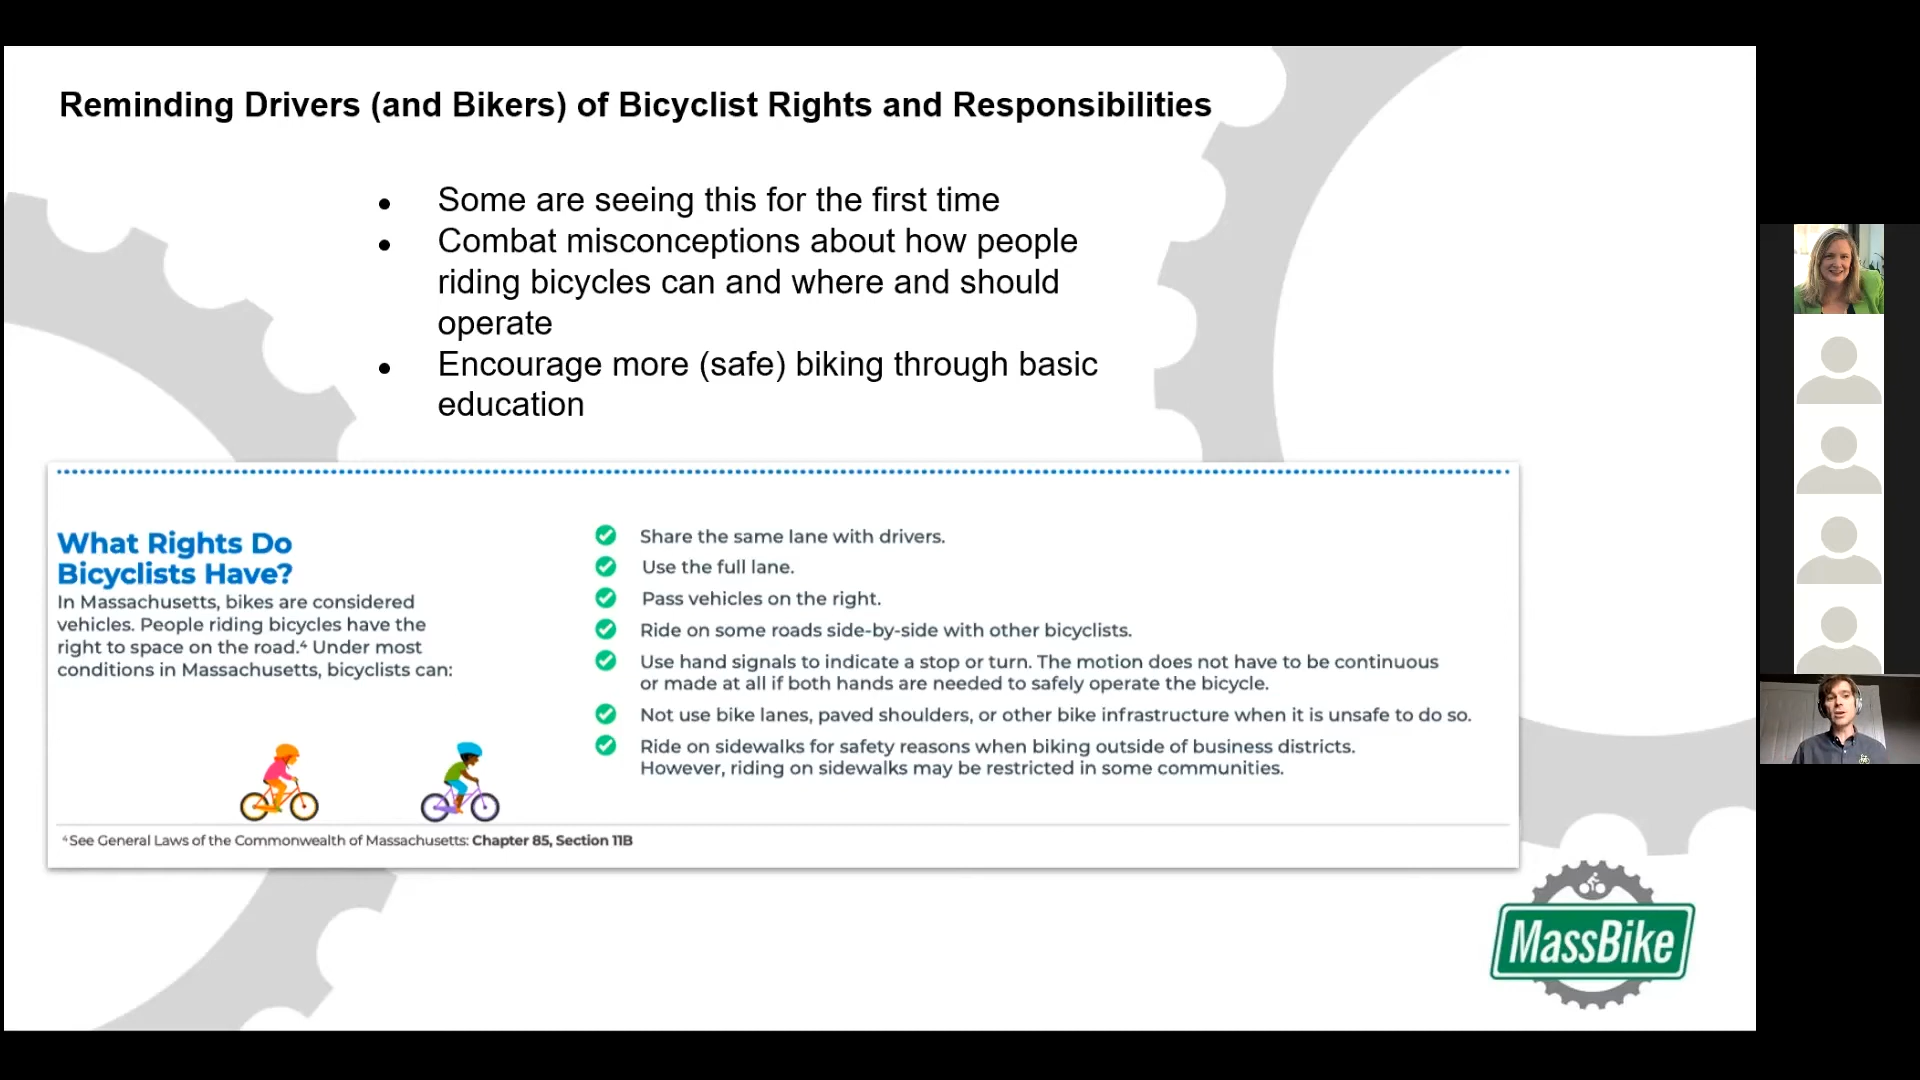 Reminding Drivers (and Bikers) of Bicyclist Rights and Responsibilities
● Some are seeing this for the first time
● Combat misconceptions about how people
riding bicycles can and where and should
operate
● Encourage more (safe) biking through basic
education
What Rights Do
Bicyclists Have?
In Massachusetts, bikes are considered
vehicles. People riding bicycles have the
right to space on the road.⁴ Under most
conditions in Massachusetts, bicyclists can:
Share the same lane with drivers.
Use the full lane.
Pass vehicles on the right.
Ride on some roads side-by-side with other bicyclists.
Use hand signals to indicate a stop or turn. The motion does not have to be continuous
or made at all if both hands are needed to safely operate the bicycle.
Not use bike lanes, paved shoulders, or other bike infrastructure when it is unsafe to do so.
Ride on sidewalks for safety reasons when biking outside of business districts.
However, riding on sidewalks may be restricted in some communities.
⁴See General Laws of the Commonwealth of Massachusetts: Chapter 85, Section 11B
MassBike